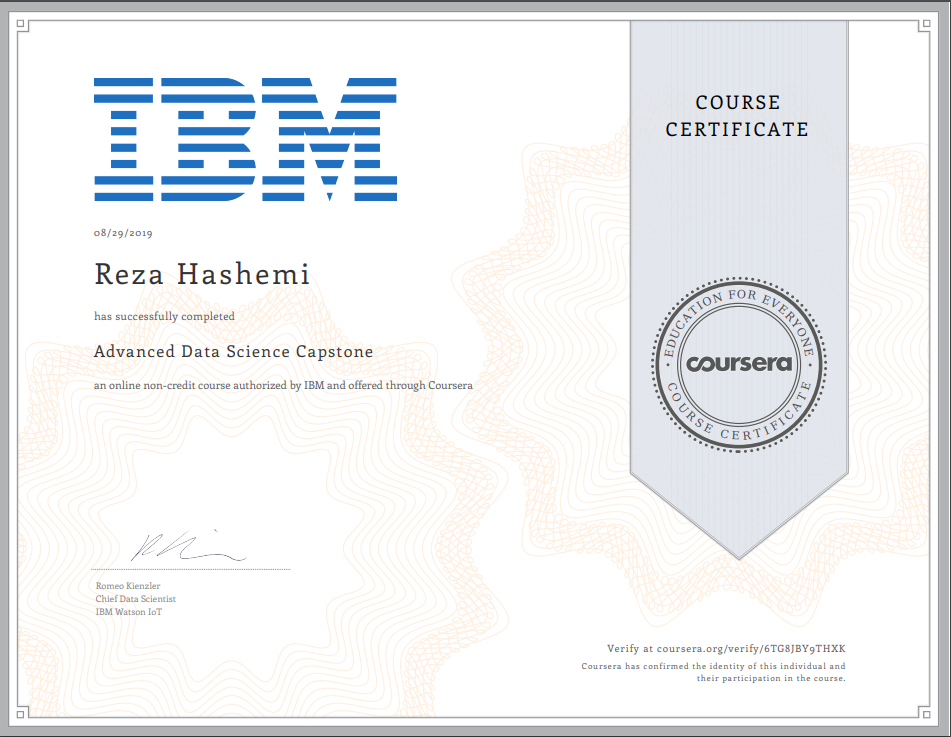 IBM
COURSE
CERTIFICATE
08/29/2019
Reza Hashemi
has successfully completed
Advanced Data Science Capstone
an online non-credit course authorized by IBM and offered through Coursera
EDUCATION FOR EVERYONE
coursera
COURSE CERTIFICATE
Romeo Kienzler
Chief Data Scientist
IBM Watson IoT
Verify at coursera.org/verify/6TG8JBY9THXK
Coursera has confirmed the identity of this individual and
their participation in the course.